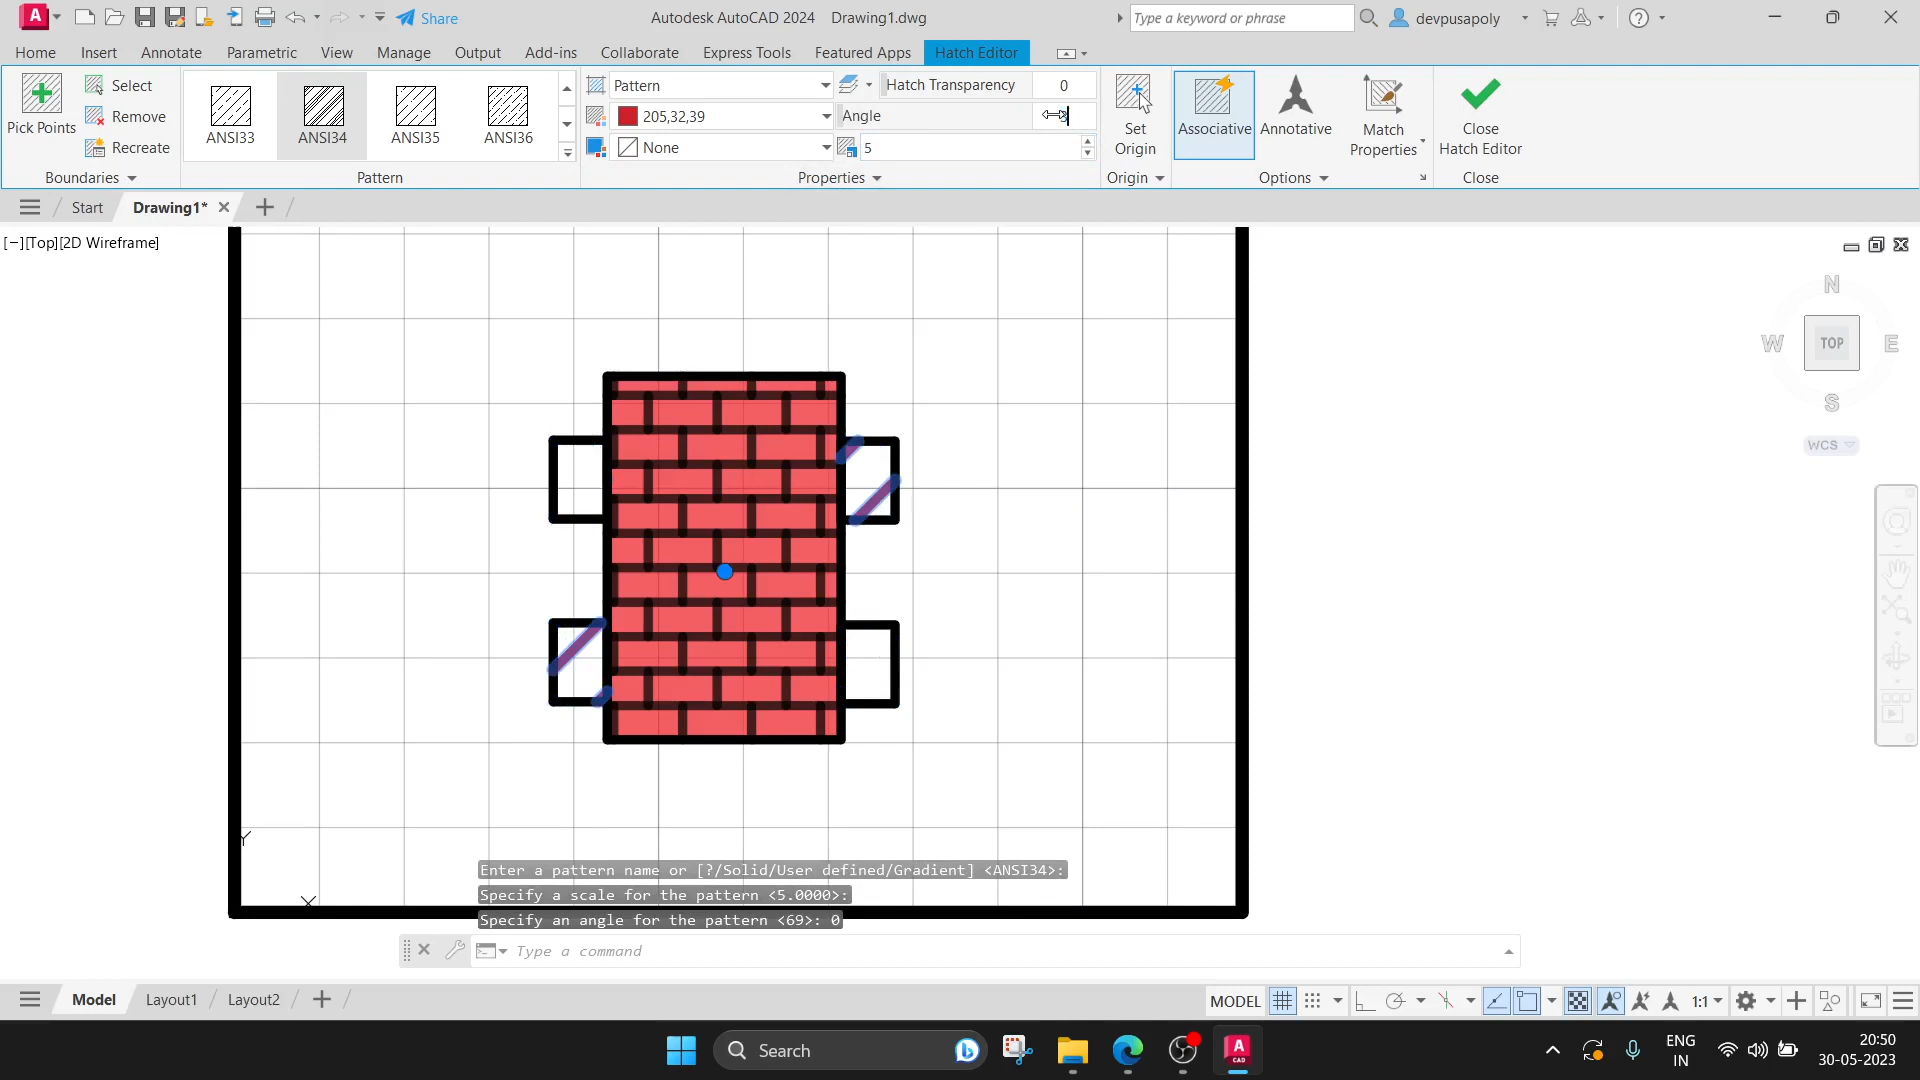 Share
Autodesk AutoCAD 2024 Drawing1.dwg
Type a keyword or phrase
devpusapoly
Home Insert Annotate Parametric View Manage Output Add-ins Collaborate Express Tools Featured Apps Hatch Editor
Pick Points
Select
Remove
Recreate
Boundaries
ANSI33 ANSI34 ANSI35 ANSI36
Pattern
Pattern
205,32,39
None
Hatch Transparency 0
Angle
5
Properties
Set
Origin
Origin
Associative
Annotative
Match
Properties
Options
Close
Hatch Editor
Close
Start
Drawing1*
[−][Top][2D Wireframe]
N
W TOP E
S
WCS
Y
X
Enter a pattern name or [?/Solid/User defined/Gradient] <ANSI34>:
Specify a scale for the pattern <5.0000>:
Specify an angle for the pattern <69>: 0
Type a command
Model Layout1 Layout2
MODEL
1:1
Search
A
CAD
ENG
IN
20:50
30-05-2023